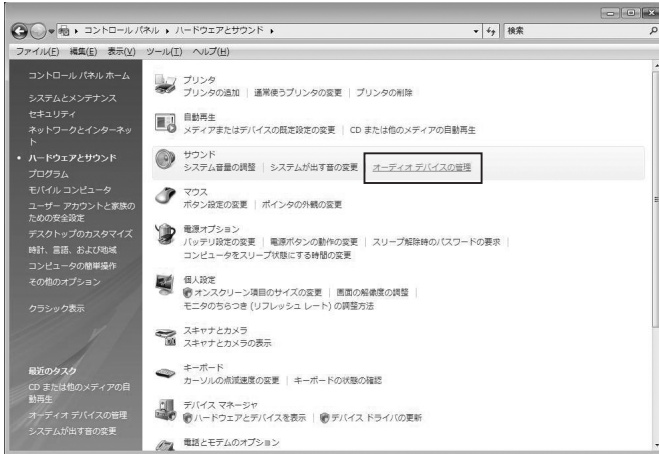 コントロール パネル ▸ ハードウェアとサウンド ▸
検索
ファイル(F) 編集(E) 表示(V) ツール(T) ヘルプ(H)
コントロール パネル ホーム
システムとメンテナンス
セキュリティ
ネットワークとインターネッ
ト
• ハードウェアとサウンド
プログラム
モバイル コンピュータ
ユーザー アカウントと家族の
ための安全設定
デスクトップのカスタマイズ
時計、言語、および地域
コンピュータの簡単操作
その他のオプション
クラシック表示
最近のタスク
CD または他のメディアの自
動再生
オーディオ デバイスの管理
システムが出す音の変更
プリンタ
プリンタの追加 | 通常使うプリンタの変更 | プリンタの削除
自動再生
メディアまたはデバイスの既定設定の変更 | CD または他のメディアの自動再生
サウンド
システム音量の調整 | システムが出す音の変更 オーディオ デバイスの管理
マウス
ボタン設定の変更 | ポインタの外観の変更
電源オプション
バッテリ設定の変更 | 電源ボタンの動作の変更 | スリープ解除時のパスワードの要求 |
コンピュータをスリープ状態にする時間の変更
個人設定
オンスクリーン項目のサイズの変更 | 画面の解像度の調整 |
モニタのちらつき (リフレッシュ レート) の調整方法
スキャナとカメラ
スキャナとカメラの表示
キーボード
カーソルの点滅速度の変更 | キーボードの状態の確認
デバイス マネージャ
ハードウェアとデバイスを表示 | デバイス ドライバの更新
電話とモデムのオプション